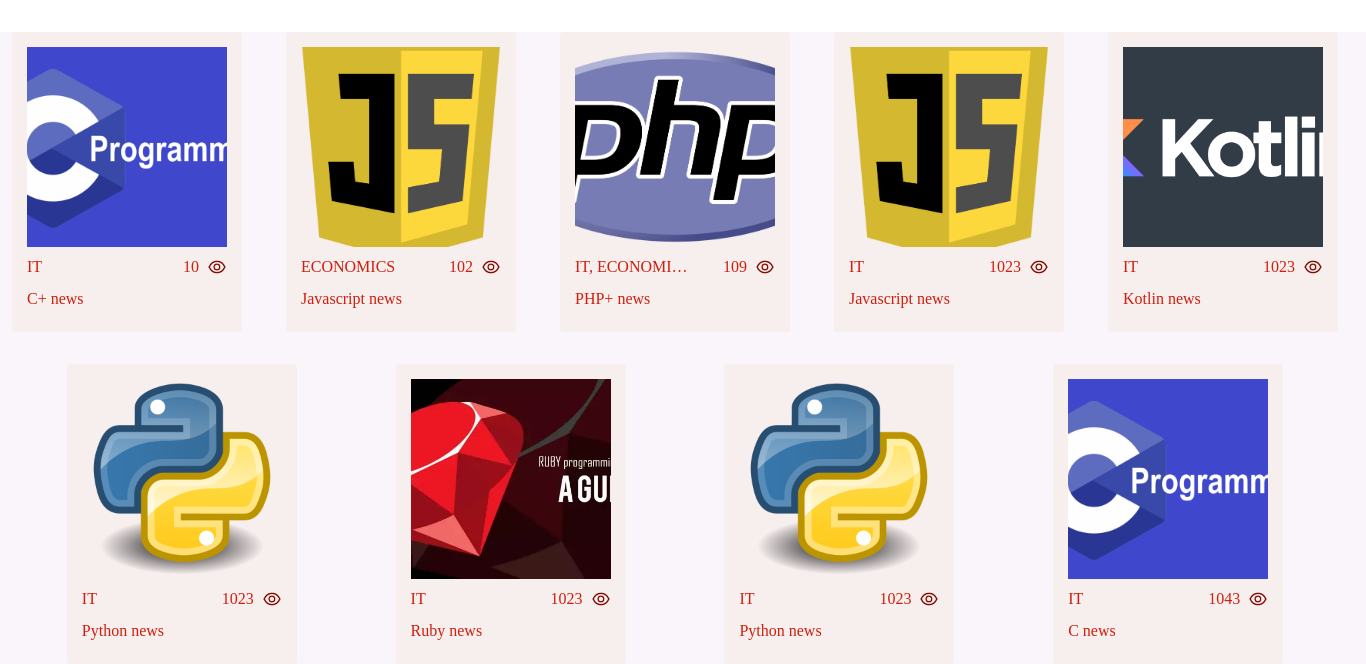 Programm
JS
php
JS
Kotlin
IT 10
ECONOMICS 102
IT, ECONOMI... 109
IT 1023
IT 1023
C+ news
Javascript news
PHP+ news
Javascript news
Kotlin news
RUBY programmi
A GUI
Programm
IT 1023
IT 1023
IT 1023
IT 1043
Python news
Ruby news
Python news
C news